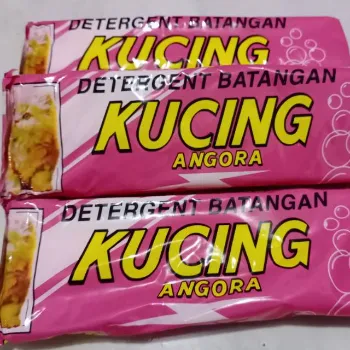 DETERGENT BATANGAN
KUCING
DETERGENT BATANGAN
KUCING
ANGORA
DETERGENT BATANGAN
KUCING
ANGORA